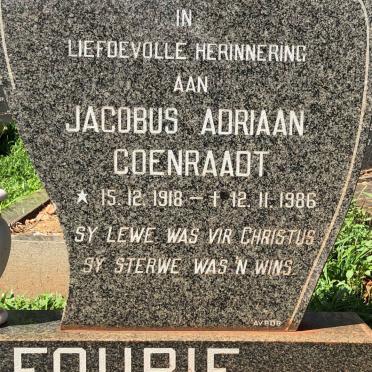 IN
LIEFDEVOLLE HERINNERING
AAN
JACOBUS ADRIAAN
COENRAADT
* 15.12.1918 – † 12.11.1986
SY LEWE WAS VIR CHRISTUS
SY STERWE WAS 'N WINS
AVBOB
FOURIE